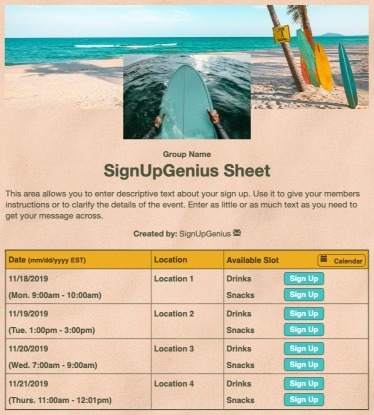 Group Name
SignUpGenius Sheet
This area allows you to enter descriptive text about your sign up. Use it to give your members
instructions or to clarify the details of the event. Enter as little or as much text as you need to
get your message across.
Created by: SignUpGenius
Date (mm/dd/yyyy EST) Location Available Slot Calendar
11/18/2019 Location 1 Drinks Sign Up
(Mon. 9:00am - 10:00am) Snacks Sign Up
11/19/2019 Location 2 Drinks Sign Up
(Tue. 1:00pm - 3:00pm) Snacks Sign Up
11/20/2019 Location 3 Drinks Sign Up
(Wed. 7:00am - 9:00am) Snacks Sign Up
11/21/2019 Location 4 Drinks Sign Up
(Thurs. 11:00am - 12:01pm) Snacks Sign Up